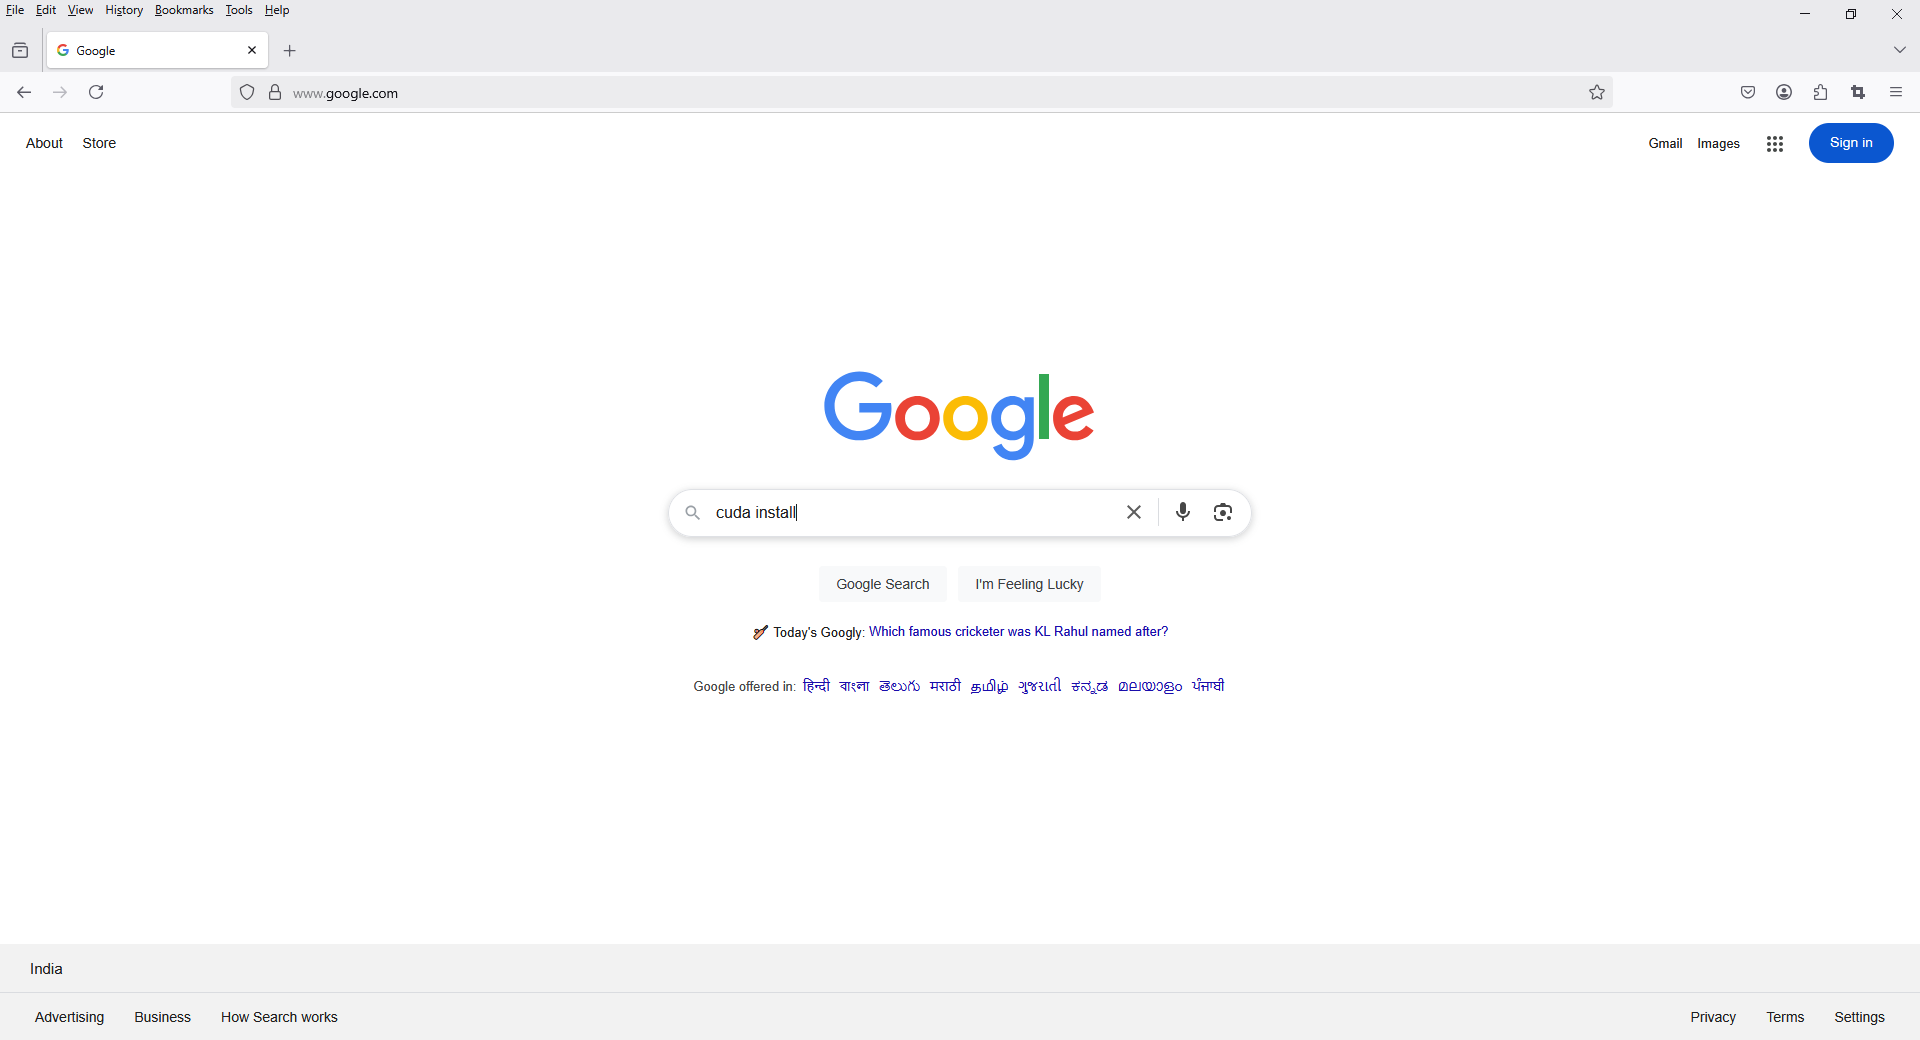 File Edit View History Bookmarks Tools Help
Google
www.google.com
About Store
Gmail Images Sign in
Google
cuda install
Google Search I'm Feeling Lucky
Today's Googly: Which famous cricketer was KL Rahul named after?
Google offered in: हिन्दी বাংলা తెలుగు मराठी தமிழ் ગુજરાતી ಕನ್ನಡ മലയാളം ਪੰਜਾਬੀ
India
Advertising Business How Search works
Privacy Terms Settings